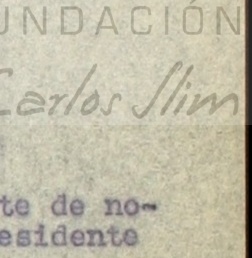 UNDACIÓN
Carlos Slim
te de no-
esidente